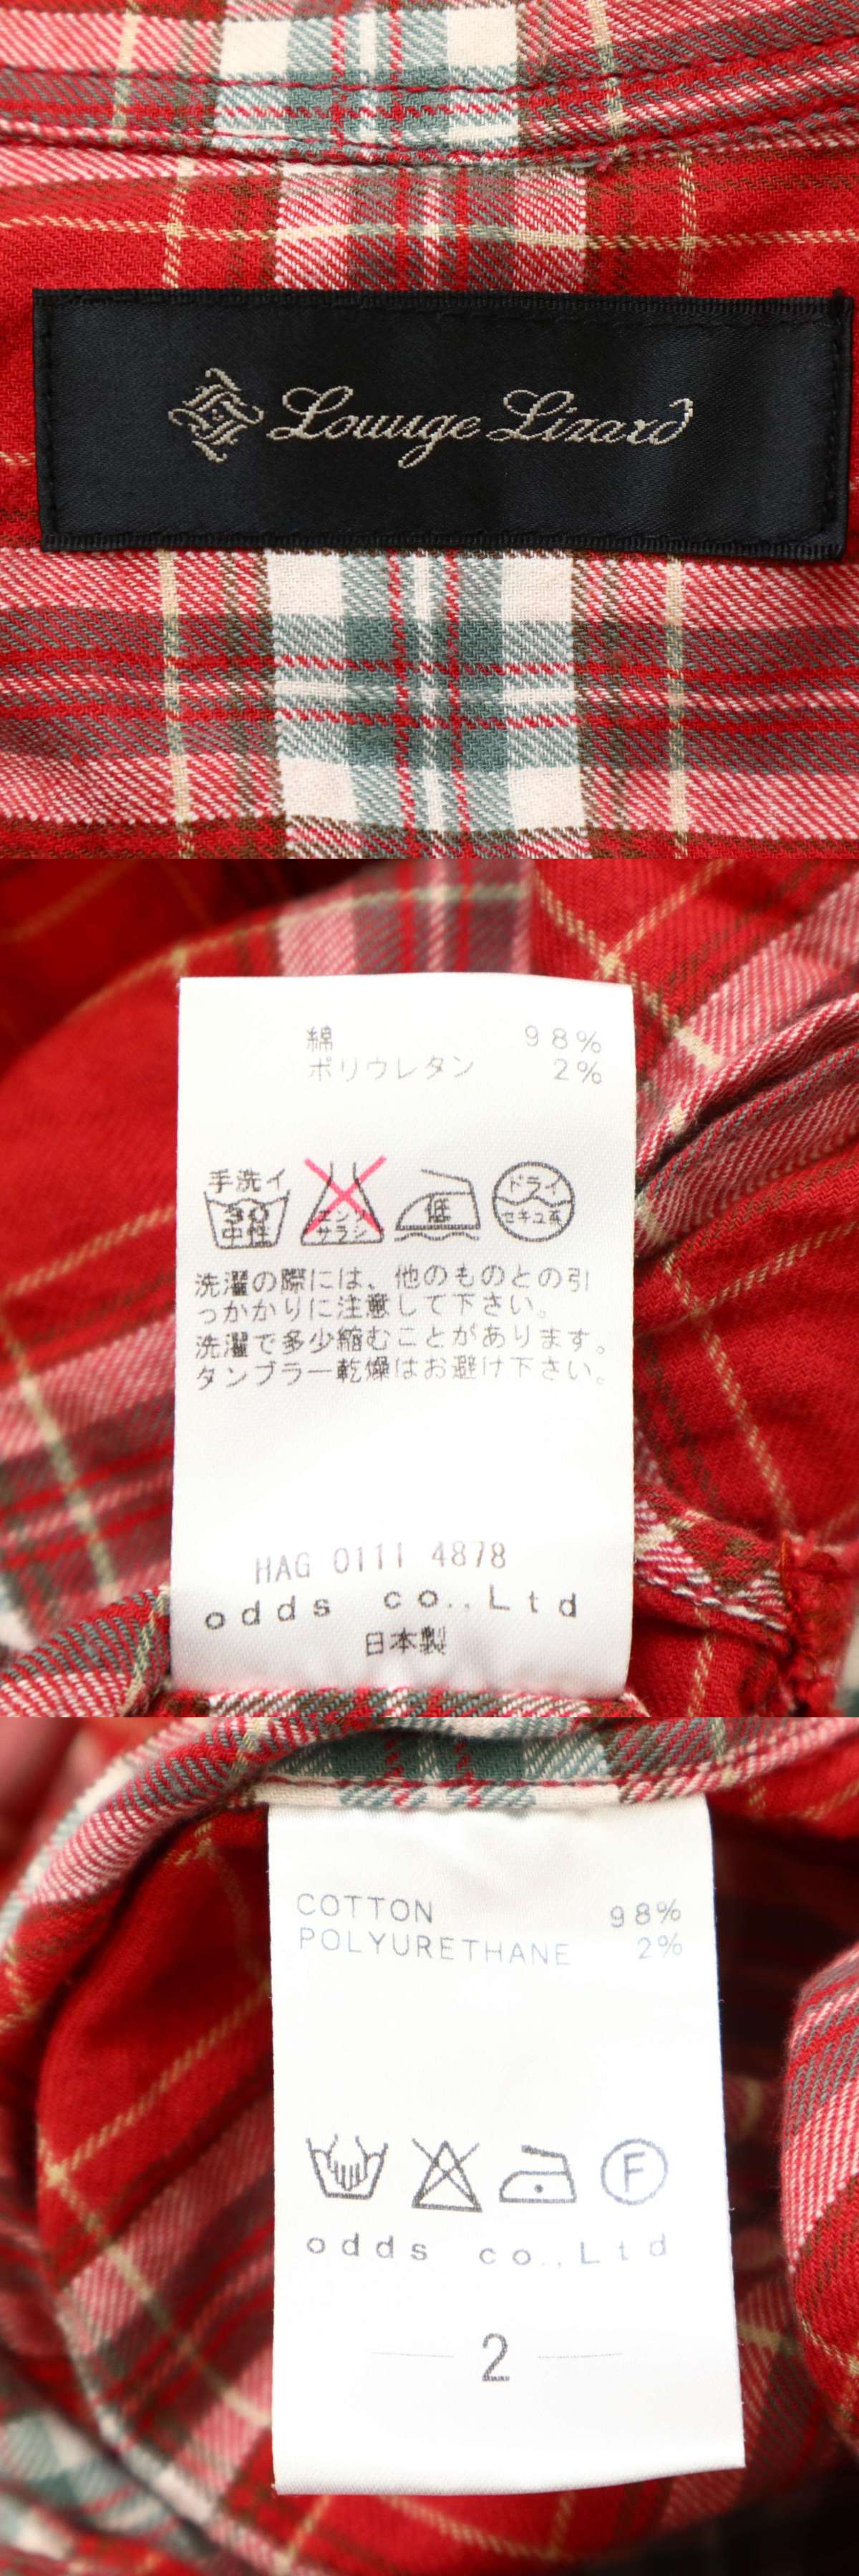 Lounge Lizard
綿 98%
ポリウレタン 2%
手洗イ
30
中性
エンソ
サラシ
低
ドライ
セキユ系
洗濯の際には、他のものとの引
っかかりに注意して下さい。
洗濯で多少縮むことがあります。
タンブラー乾燥はお避け下さい。
HAG 0111 4878
odds co.,Ltd
日本製
COTTON 98%
POLYURETHANE 2%
F
odds co.,Ltd
2